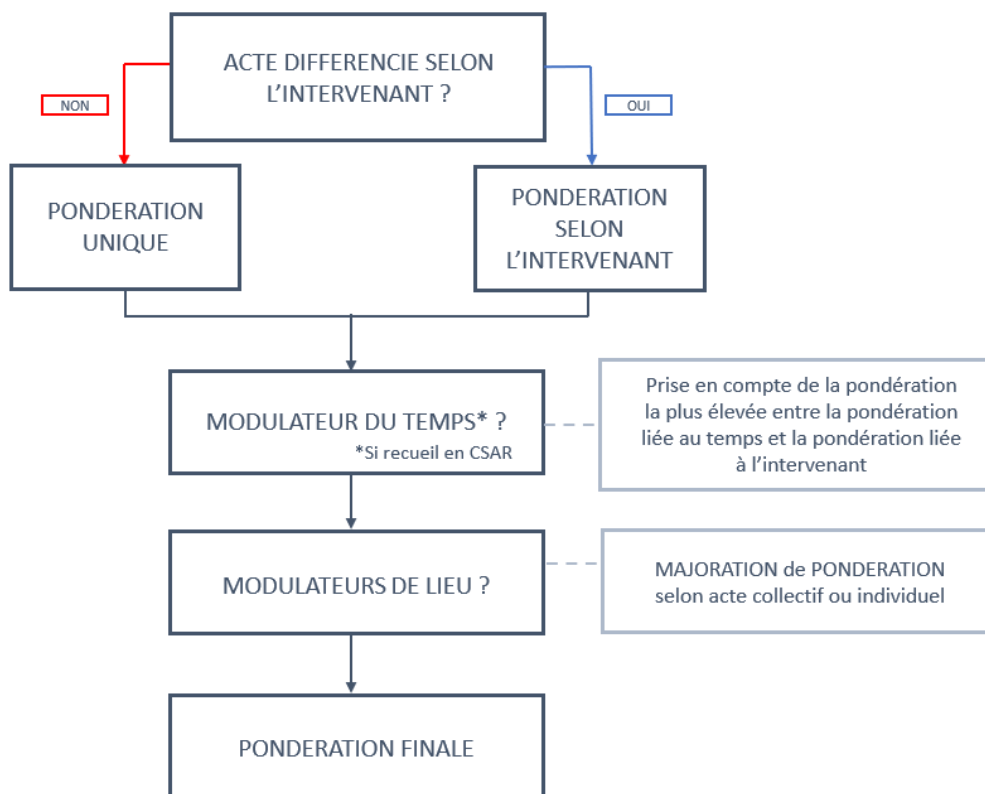 ACTE DIFFERENCIE SELON
L'INTERVENANT ?
NON
OUI
PONDERATION
UNIQUE
PONDERATION
SELON
L'INTERVENANT
MODULATEUR DU TEMPS* ?
*Si recueil en CSAR
Prise en compte de la pondération
la plus élevée entre la pondération
liée au temps et la pondération liée
à l'intervenant
MODULATEURS DE LIEU ?
MAJORATION de PONDERATION
selon acte collectif ou individuel
PONDERATION FINALE